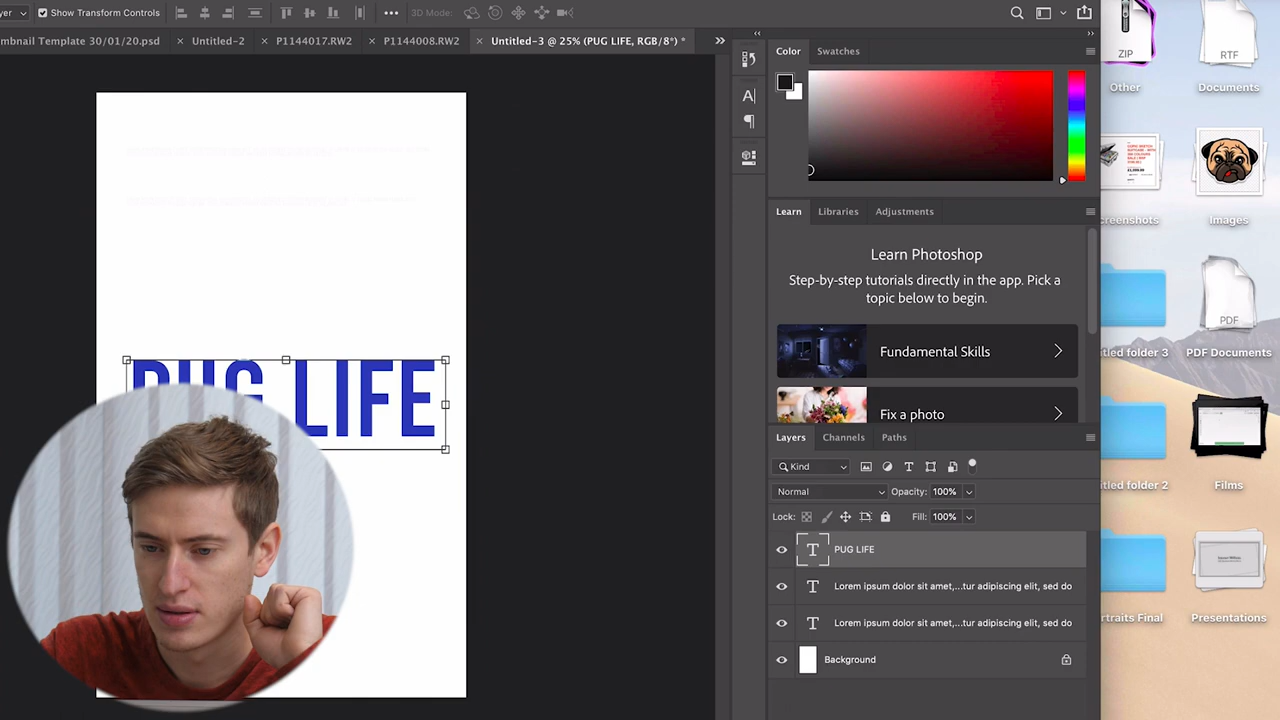 yer
Show Transform Controls
3D Mode:
mbnail Template 30/01/20.psd
Untitled-2
P1144017.RW2
P1144008.RW2
Untitled-3 @ 25% (PUG LIFE, RGB/8*) *
Color
Swatches
Learn
Libraries
Adjustments
Learn Photoshop
Step-by-step tutorials directly in the app. Pick a
topic below to begin.
Fundamental Skills
Fix a photo
Layers
Channels
Paths
Kind
Normal
Opacity: 100%
Lock:
Fill: 100%
PUG LIFE
Lorem ipsum dolor sit amet,...tur adipiscing elit, sed do
Lorem ipsum dolor sit amet,...tur adipiscing elit, sed do
Background
PUG LIFE
ZIP
RTF
Other
Documents
creenshots
Images
PDF
titled folder 3
PDF Documents
titled folder 2
Films
rtraits Final
Presentations